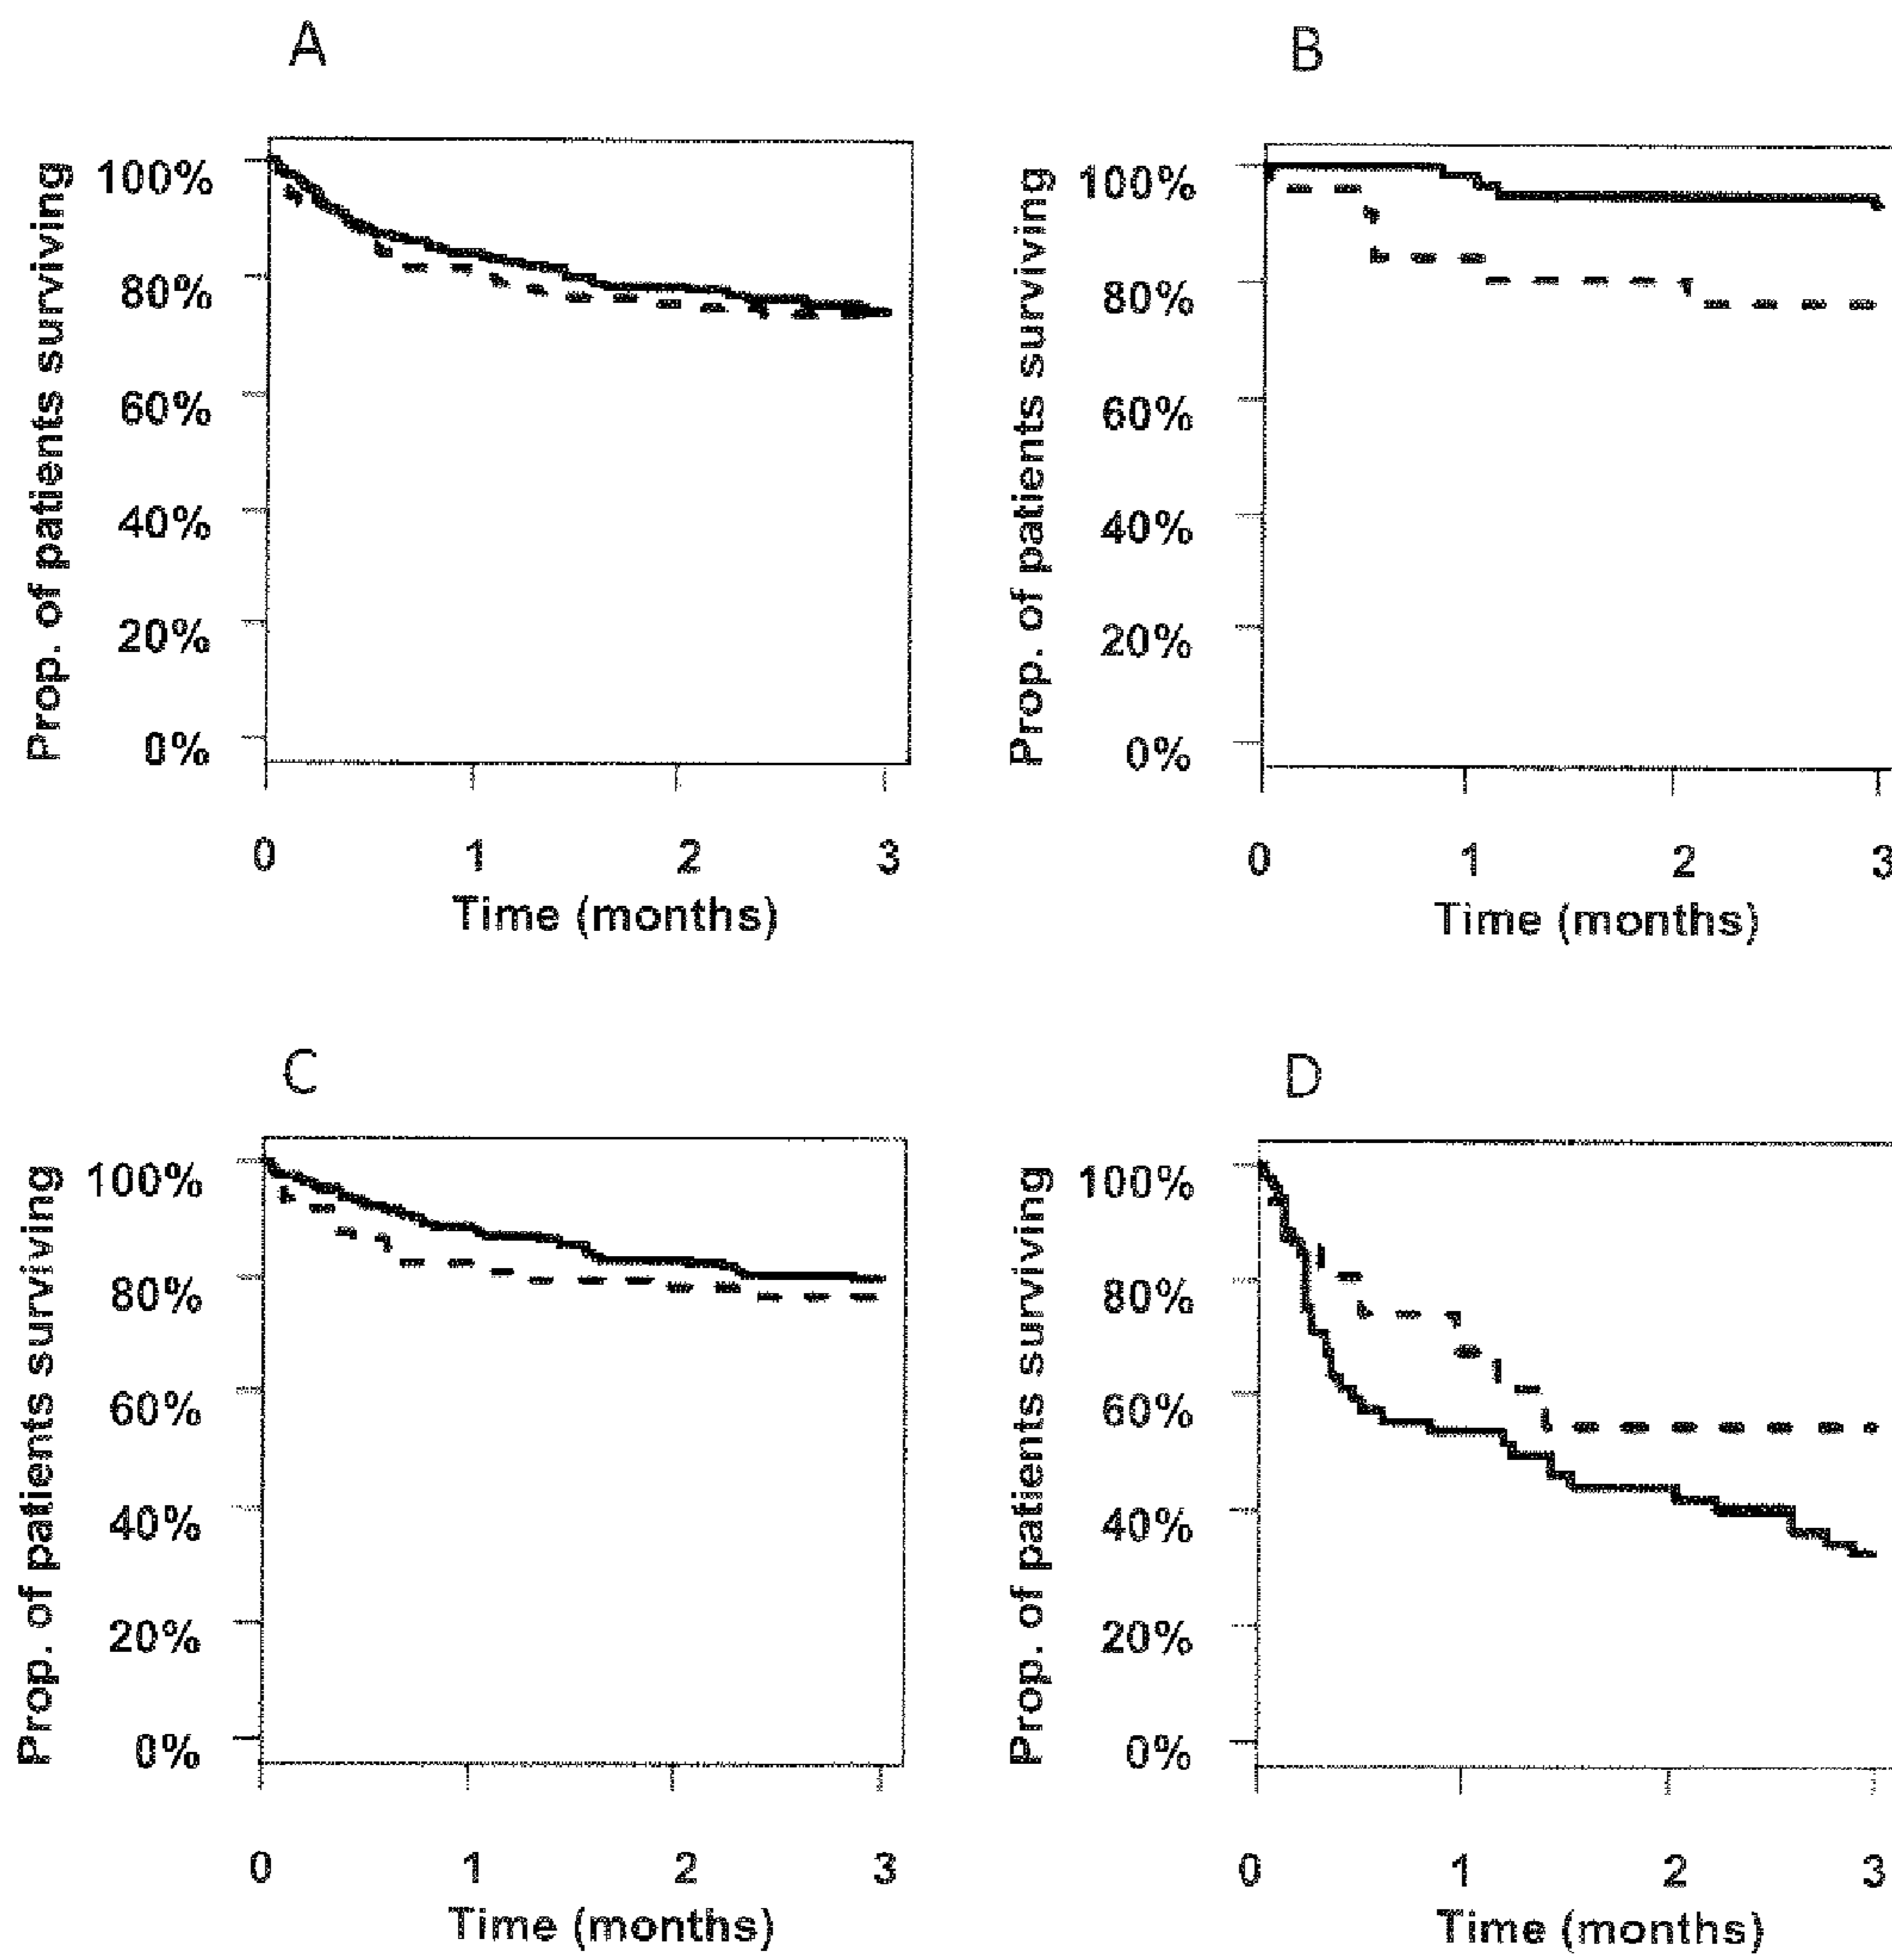 A
Prop. of patients surviving
100%
80%
60%
40%
20%
0%
0 1 2 3
Time (months)
B
Prop. of patients surviving
100%
80%
60%
40%
20%
0%
0 1 2 3
Time (months)
C
Prop. of patients surviving
100%
80%
60%
40%
20%
0%
0 1 2 3
Time (months)
D
Prop. of patients surviving
100%
80%
60%
40%
20%
0%
0 1 2 3
Time (months)